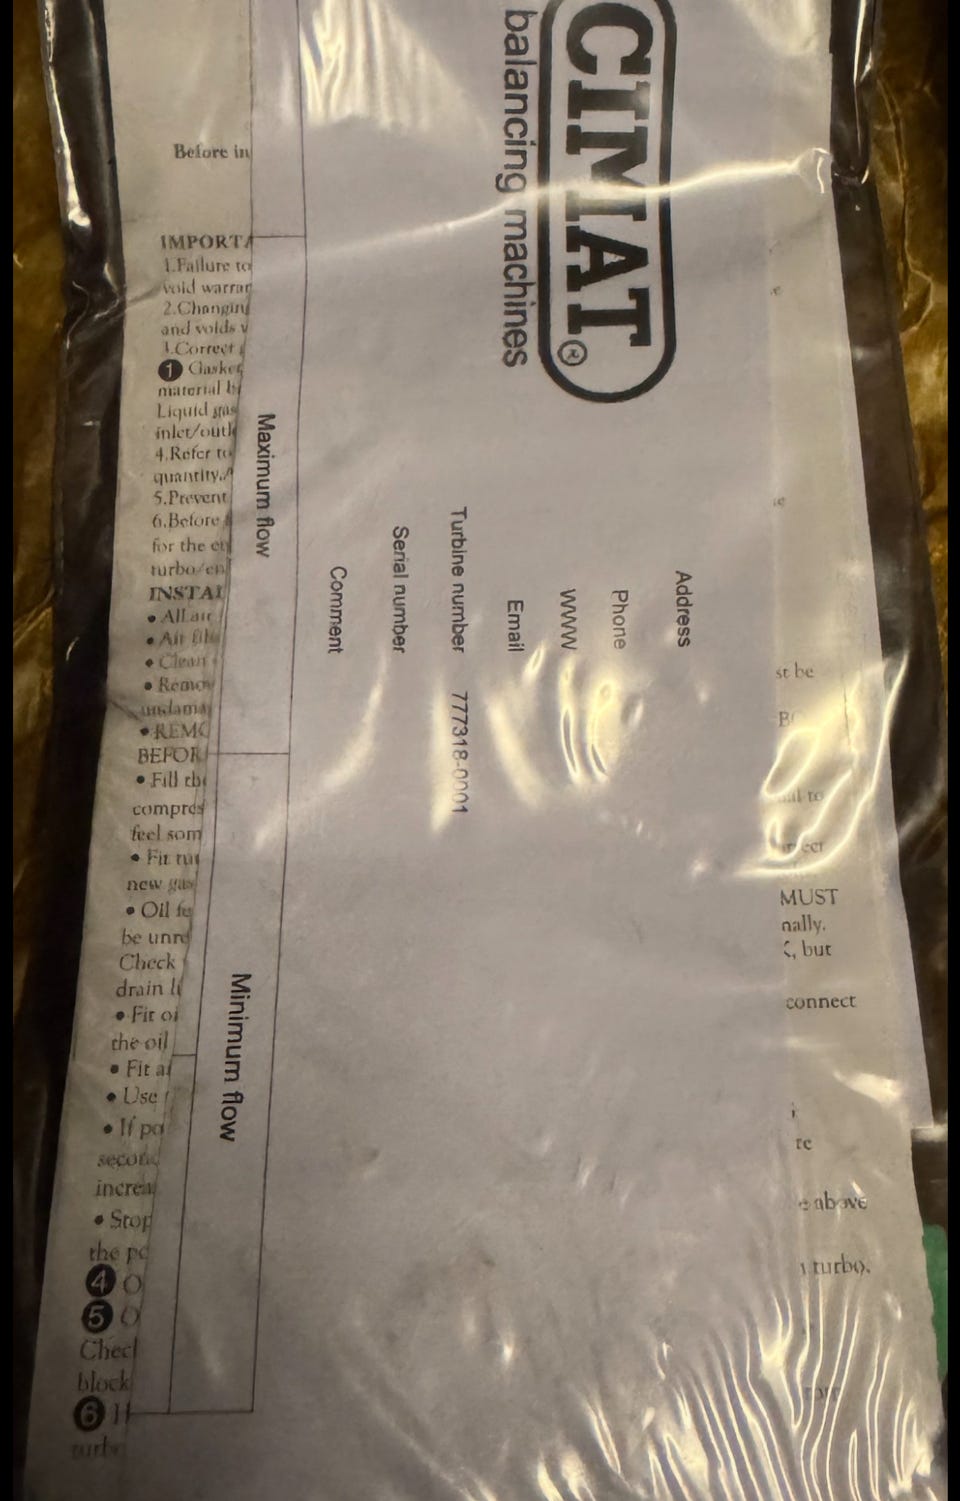 CIMAT®
balancing machines
Address
Phone
WWW
Email
Turbine number 777318-0001
Serial number
Comment
Maximum flow
Minimum flow
Before in
IMPORTA
1.Failure to
void warran
2.Changing
and voids v
3.Correct
1 Gasket
material b
Liquid gas
inlet/outl
4.Refer to
quantity.
5.Prevent
6.Before
for the en
turbo/en
INSTAL
• All air
• Air filt
• Clean
• Remov
undama
• REMO
BEFOR
• Fill the
compres
feel som
• Fit tur
new gas
• Oil fe
be unre
Check
drain li
• Fit oi
the oil
• Fit a
• Use
• If po
second
increa
• Stop
the po
4 O
5 O
Check
block
6 If
turbo
st be
MUST
nally.
, but
connect
re
e above
turbo.